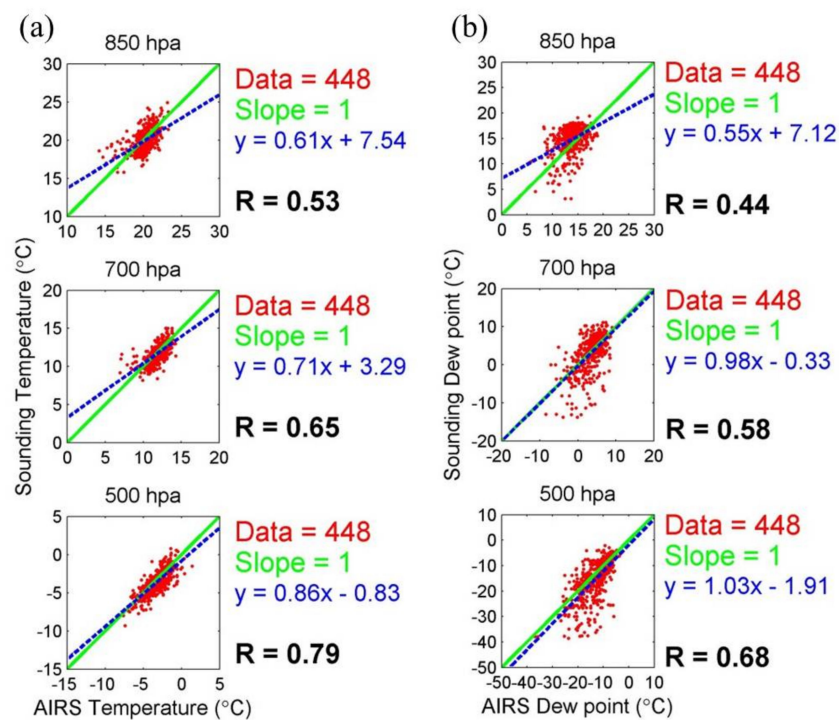 (a)
850 hpa
30
25
20
15
10
10 15 20 25 30
Data = 448
Slope = 1
y = 0.61x + 7.54
R = 0.53
700 hpa
20
15
10
5
0
0 5 10 15 20
Data = 448
Slope = 1
y = 0.71x + 3.29
R = 0.65
500 hpa
5
0
-5
-10
-15
-15 -10 -5 0 5
Data = 448
Slope = 1
y = 0.86x - 0.83
R = 0.79
Sounding Temperature (°C)
AIRS Temperature (°C)
(b)
850 hpa
30
25
20
15
10
5
0
0 5 10 15 20 25 30
Data = 448
Slope = 1
y = 0.55x + 7.12
R = 0.44
700 hpa
20
10
0
-10
-20
-20 -10 0 10 20
Data = 448
Slope = 1
y = 0.98x - 0.33
R = 0.58
500 hpa
10
0
-10
-20
-30
-40
-50
-50-40-30-20-10 0 10
Data = 448
Slope = 1
y = 1.03x - 1.91
R = 0.68
Sounding Dew point (°C)
AIRS Dew point (°C)